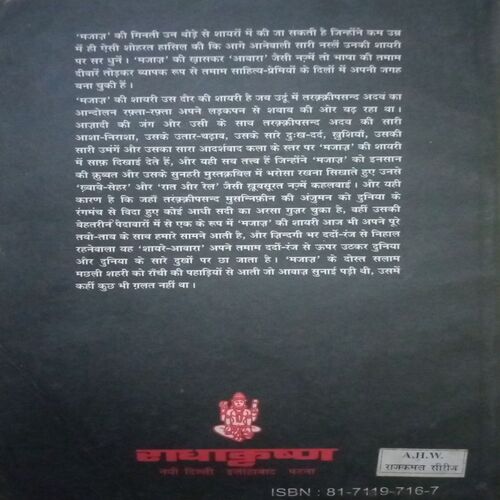 'मजाज़' की गिनती उन थोड़े से शायरों में की जा सकती है जिन्होंने कम उम्र
में ही ऐसी शोहरत हासिल की कि आगे आनेवाली सारी नस्लें उनकी शायरी
पर सर धुनें। 'मजाज़' की ख़ासकर 'आवारा' जैसी नज़्में तो भाषा की तमाम
दीवारें तोड़कर व्यापक रूप से तमाम साहित्य-प्रेमियों के दिलों में अपनी जगह
बना चुकी हैं।
'मजाज़' की शायरी उस दौर की शायरी है जब उर्दू में तरक़्क़ीपसन्द अदब का
आन्दोलन रफ़्ता-रफ़्ता अपने लड़कपन से शबाब की ओर बढ़ रहा था।
आज़ादी की जंग और उसी के साथ तरक़्क़ीपसन्द अदब की सारी
आशा-निराशा, उसके उतार-चढ़ाव, उसके सारे दुःख-दर्द, ख़ुशियाँ, उसकी
सारी उमंगें और उसका सारा आदर्शवाद कला के स्तर पर 'मजाज़' की शायरी
में साफ़ दिखाई देते हैं, और यही सब तत्त्व हैं जिन्होंने 'मजाज़' को इनसान
की क़ुव्वत और उसके सुनहरी मुस्तक़बिल में भरोसा रखना सिखाते हुए उनसे
'ख़्वाबे-सेहर' और 'रात और रेल' जैसी ख़ूबसूरत नज़्में कहलवाईं। और यही
कारण है कि जहाँ तरक़्क़ीपसन्द मुसन्निफ़ीन की अंजुमन को दुनिया के
रंगमंच से विदा हुए कोई आधी सदी का अरसा गुज़र चुका है, वहीं उसकी
बेहतरीन पैदावारों में से एक के रूप में 'मजाज़' की शायरी आज भी अपने पूरे
तबो-ताब के साथ हमारे सामने आती है, और ज़िन्दगी भर दर्दो-रंज से निहाल
रहनेवाला वह 'शायरे-आवारा' अपने तमाम दर्दो-रंज से ऊपर उठकर दुनिया
और दुनिया के सारे दुखों पर छा जाता है। 'मजाज़' के दोस्त सलाम
मछली शहरी को राँची की पहाड़ियों से आती जो आवाज़ सुनाई पड़ी थी, उसमें
कहीं कुछ भी ग़लत नहीं था।
राधाकृष्ण
नयी दिल्ली इलाहाबाद पटना
A.H.W.
राजकमल सीरीज
ISBN : 81-7119-716-7